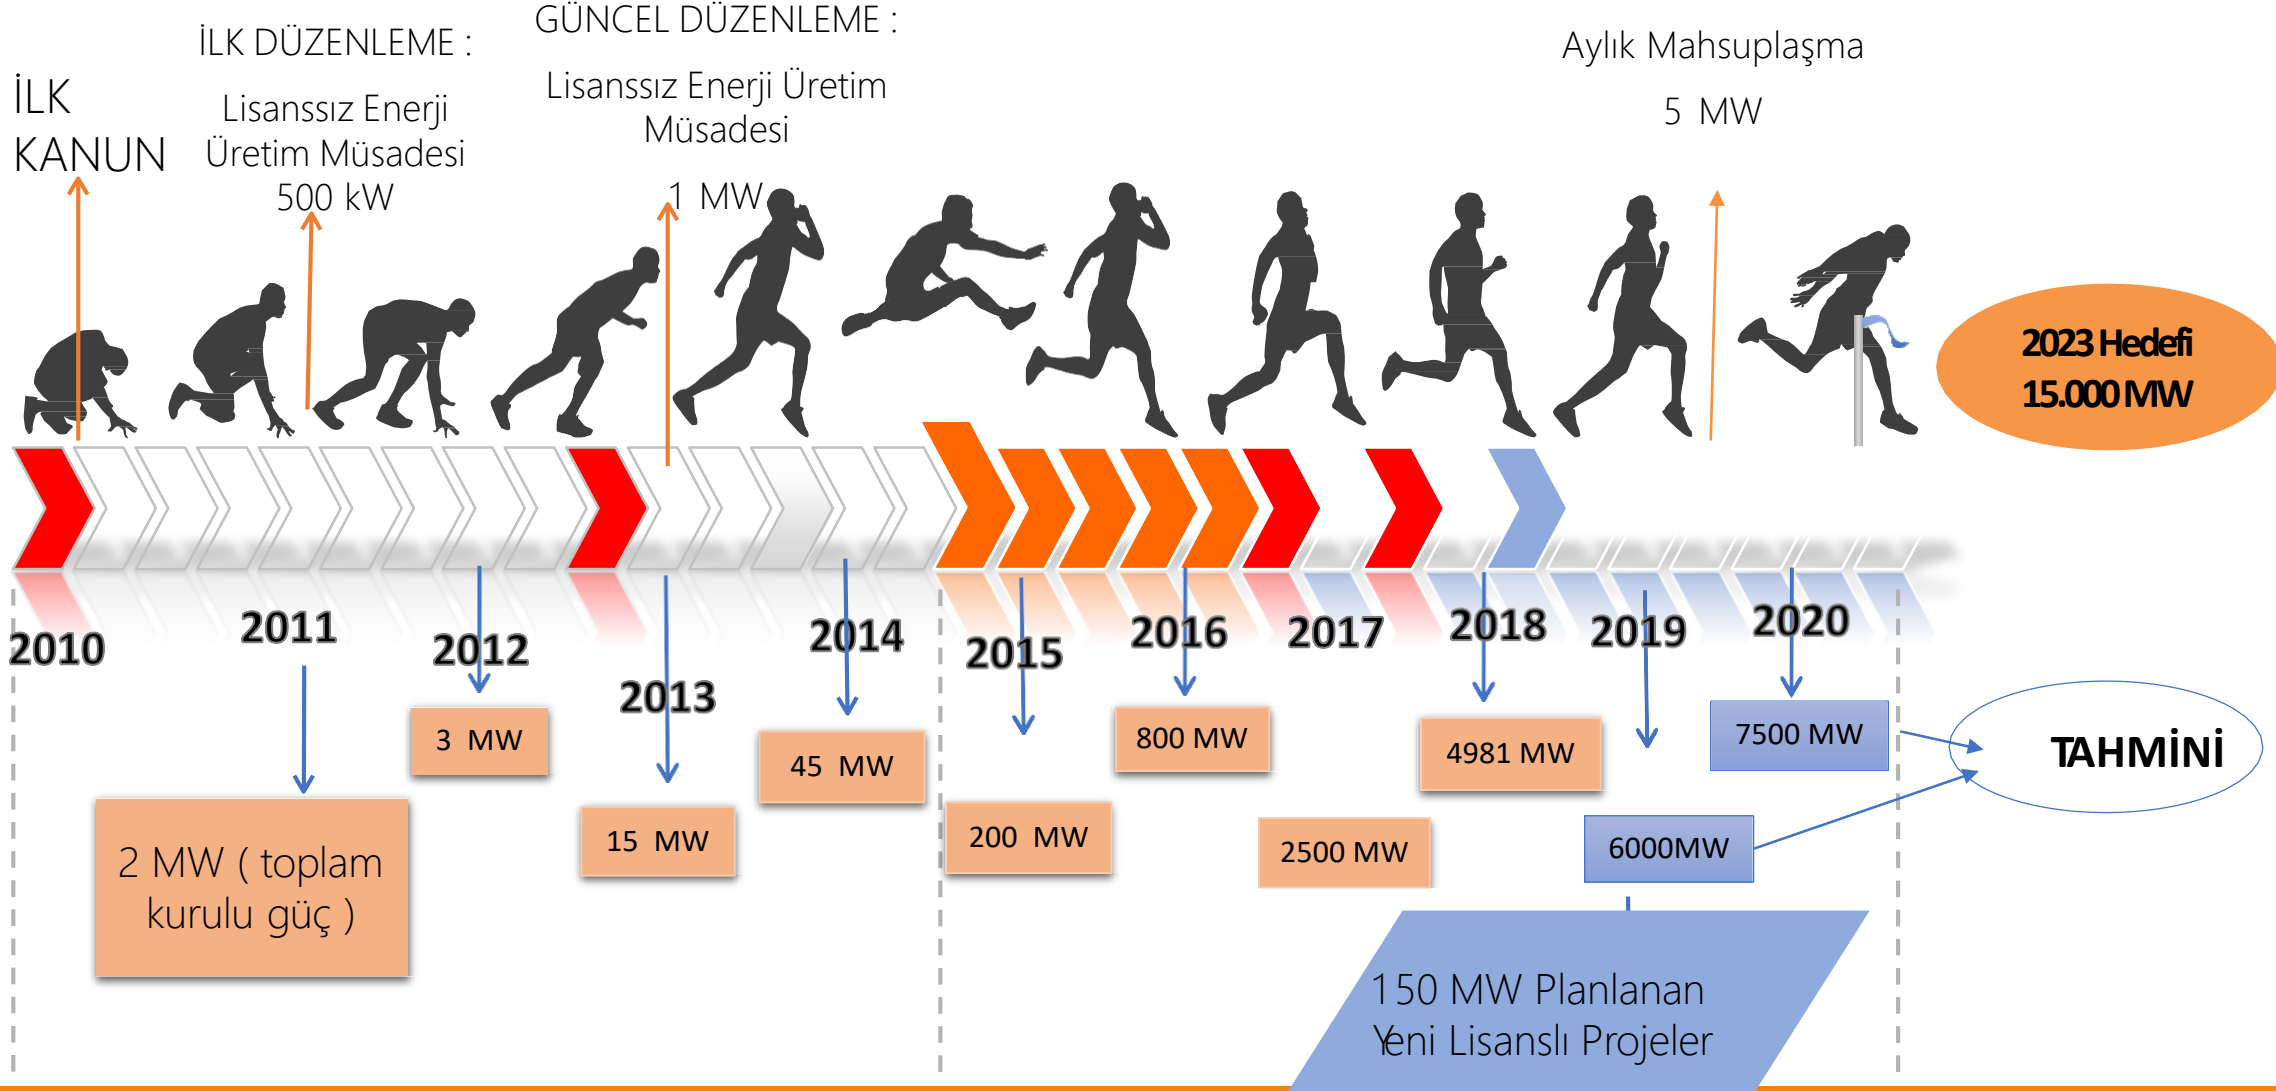 İLK
KANUN
İLK DÜZENLEME :
Lisanssız Enerji
Üretim Müsadesi
500 kW
GÜNCEL DÜZENLEME :
Lisanssız Enerji Üretim
Müsadesi
1 MW
Aylık Mahsuplaşma
5 MW
2023 Hedefi
15.000 MW
2010
2011
2012
2013
2014
2015
2016
2017
2018
2019
2020
2 MW ( toplam
kurulu güç )
3 MW
15 MW
45 MW
200 MW
800 MW
2500 MW
4981 MW
6000MW
7500 MW
TAHMİNİ
150 MW Planlanan
Yeni Lisanslı Projeler